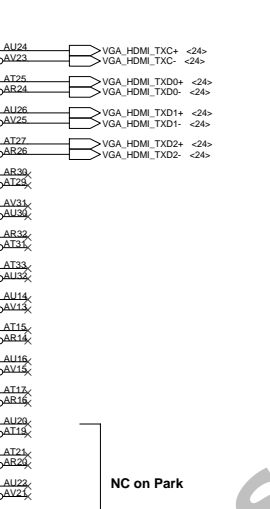 AU24 VGA_HDMI_TXC+ <24>
AV23 VGA_HDMI_TXC- <24>
AT25 VGA_HDMI_TXD0+ <24>
AR24 VGA_HDMI_TXD0- <24>
AU26 VGA_HDMI_TXD1+ <24>
AV25 VGA_HDMI_TXD1- <24>
AT27 VGA_HDMI_TXD2+ <24>
AR26 VGA_HDMI_TXD2- <24>
AR30
AT29
AV31
AU30
AR32
AT31
AT33
AU32
AU14
AV13
AT15
AR14
AU16
AV15
AT17
AR16
AU20
AT19
AT21
AR20
AU22
NC on Park
AV21